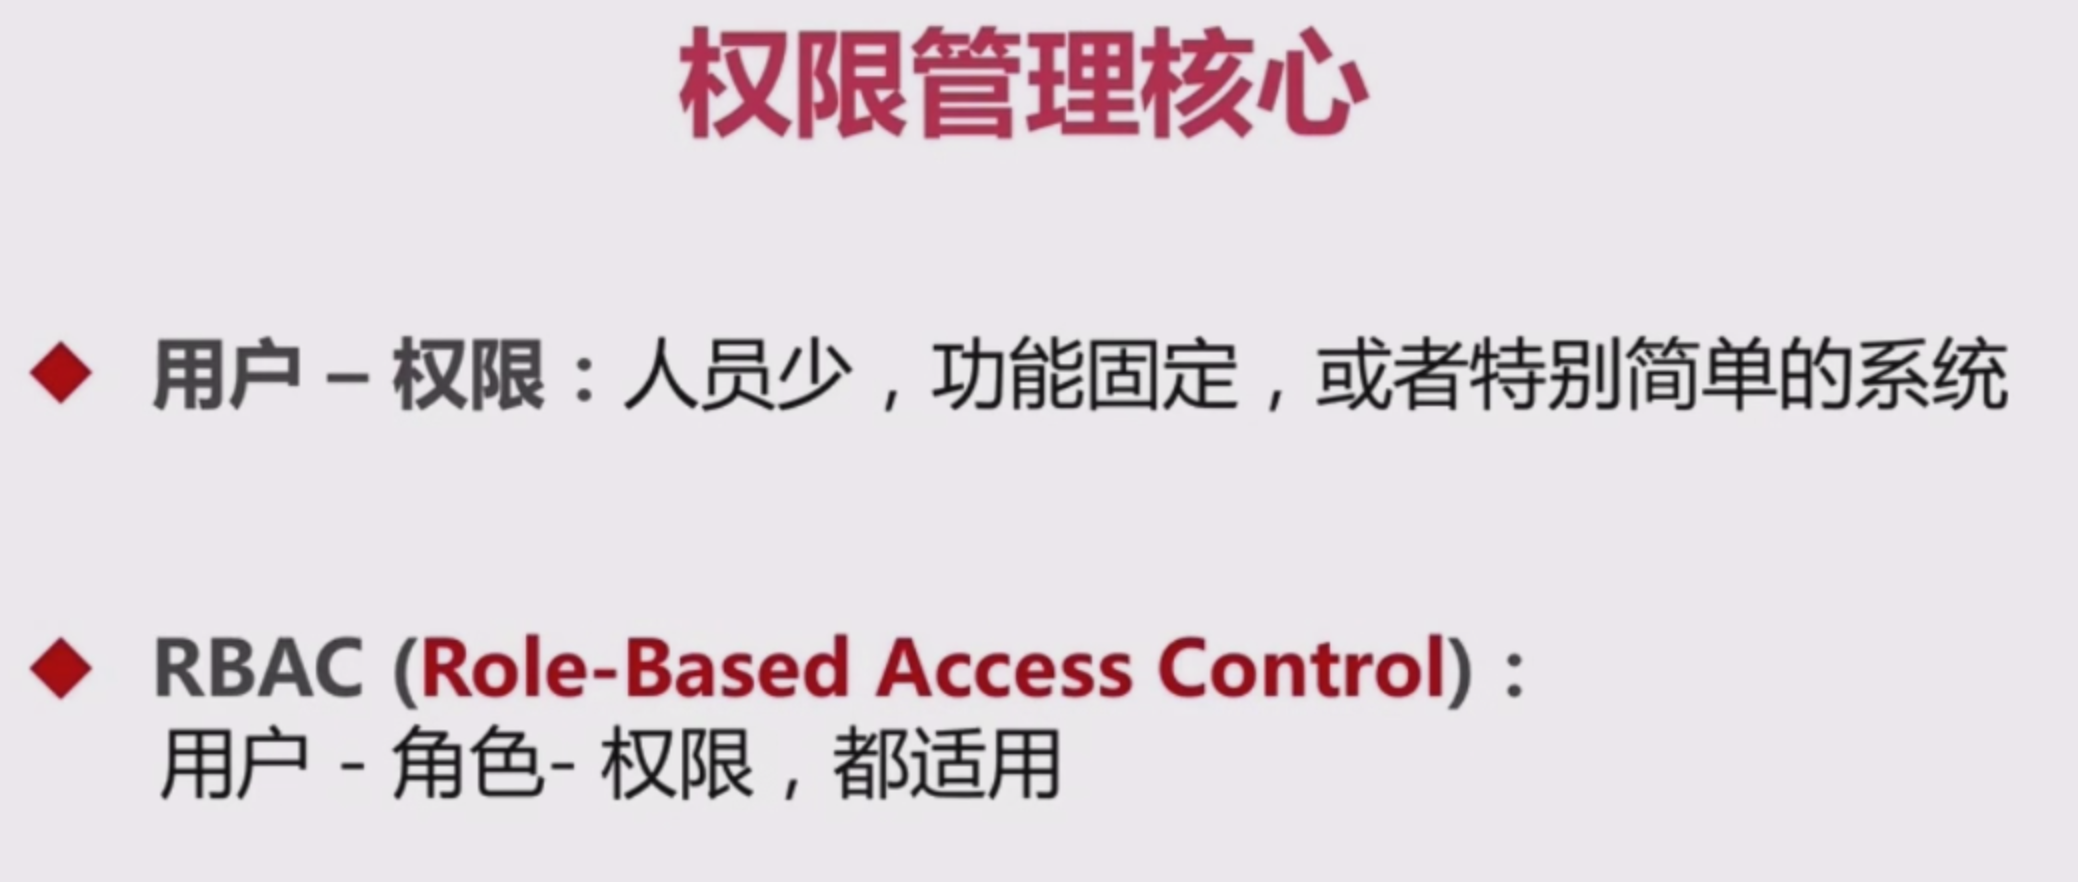 权限管理核心
用户 – 权限：人员少，功能固定，或者特别简单的系统
RBAC (Role-Based Access Control)：
用户 - 角色- 权限，都适用